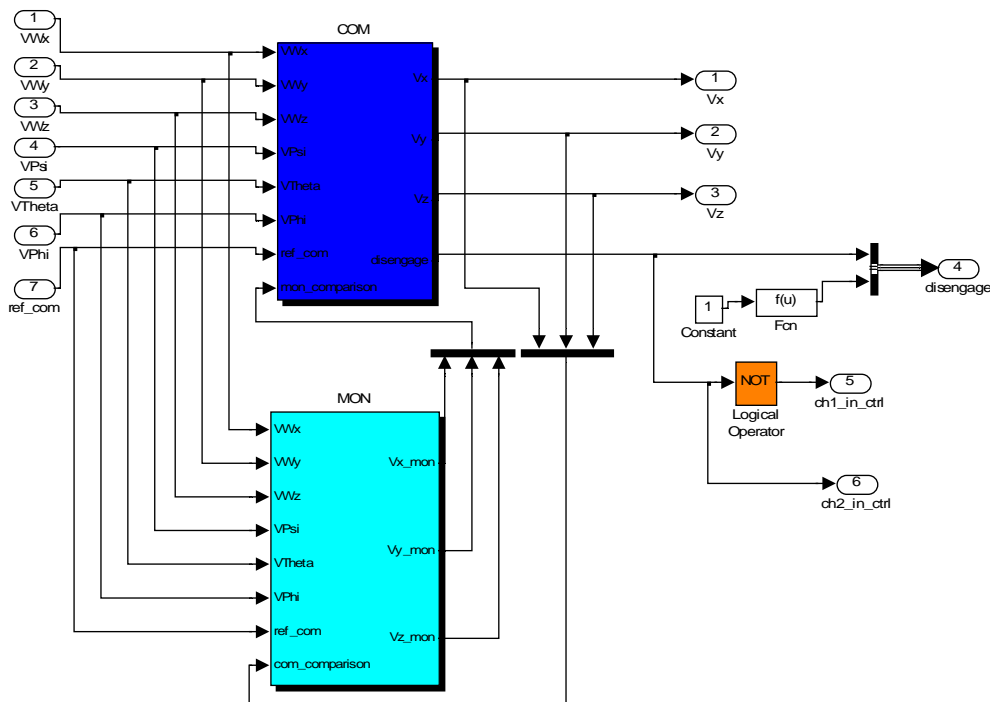 1
VWx
2
VWy
3
VWz
4
VPsi
5
VTheta
6
VPhi
7
ref_com
COM
VWx
VWy
VWz
VPsi
VTheta
VPhi
ref_com
mon_comparison
Vx
Vy
Vz
disengage
1
Vx
2
Vy
3
Vz
4
disengage
1
Constant
f(u)
Fcn
NOT
Logical
Operator
5
ch1_in_ctrl
6
ch2_in_ctrl
MON
VWx
VWy
VWz
VPsi
VTheta
VPhi
ref_com
com_comparison
Vx_mon
Vy_mon
Vz_mon